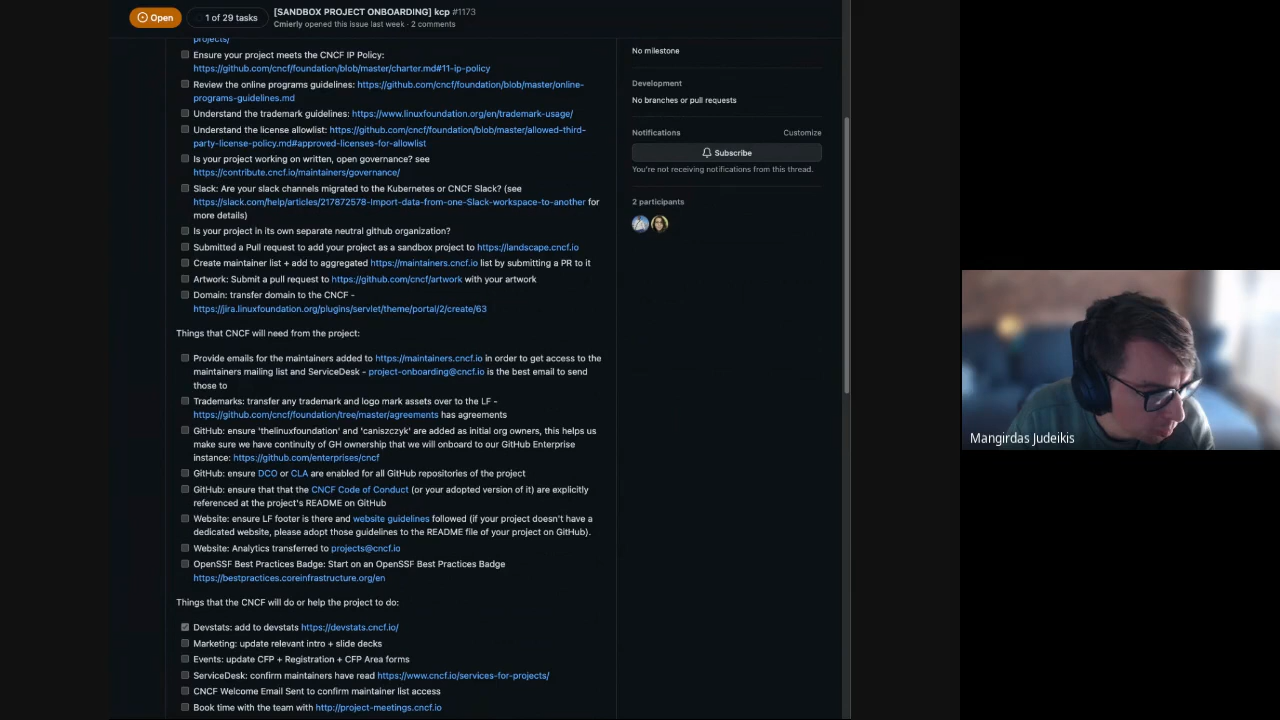 Open
1 of 29 tasks
[SANDBOX PROJECT ONBOARDING] kcp #1173
Cmierly opened this issue last week · 2 comments
projects/
Ensure your project meets the CNCF IP Policy:
https://github.com/cncf/foundation/blob/master/charter.md#11-ip-policy
Review the online programs guidelines: https://github.com/cncf/foundation/blob/master/online-
programs-guidelines.md
Understand the trademark guidelines: https://www.linuxfoundation.org/en/trademark-usage/
Understand the license allowlist: https://github.com/cncf/foundation/blob/master/allowed-third-
party-license-policy.md#approved-licenses-for-allowlist
Is your project working on written, open governance? see
https://contribute.cncf.io/maintainers/governance/
Slack: Are your slack channels migrated to the Kubernetes or CNCF Slack? (see
https://slack.com/help/articles/217872578-Import-data-from-one-Slack-workspace-to-another for
more details)
Is your project in its own separate neutral github organization?
Submitted a Pull request to add your project as a sandbox project to https://landscape.cncf.io
Create maintainer list + add to aggregated https://maintainers.cncf.io list by submitting a PR to it
Artwork: Submit a pull request to https://github.com/cncf/artwork with your artwork
Domain: transfer domain to the CNCF -
https://jira.linuxfoundation.org/plugins/servlet/theme/portal/2/create/63
Things that CNCF will need from the project:
Provide emails for the maintainers added to https://maintainers.cncf.io in order to get access to the
maintainers mailing list and ServiceDesk - project-onboarding@cncf.io is the best email to send
those to
Trademarks: transfer any trademark and logo mark assets over to the LF -
https://github.com/cncf/foundation/tree/master/agreements has agreements
GitHub: ensure 'thelinuxfoundation' and 'caniszczyk' are added as initial org owners, this helps us
make sure we have continuity of GH ownership that we will onboard to our GitHub Enterprise
instance: https://github.com/enterprises/cncf
GitHub: ensure DCO or CLA are enabled for all GitHub repositories of the project
GitHub: ensure that that the CNCF Code of Conduct (or your adopted version of it) are explicitly
referenced at the project's README on GitHub
Website: ensure LF footer is there and website guidelines followed (if your project doesn't have a
dedicated website, please adopt those guidelines to the README file of your project on GitHub).
Website: Analytics transferred to projects@cncf.io
OpenSSF Best Practices Badge: Start on an OpenSSF Best Practices Badge
https://bestpractices.coreinfrastructure.org/en
Things that the CNCF will do or help the project to do:
Devstats: add to devstats https://devstats.cncf.io/
Marketing: update relevant intro + slide decks
Events: update CFP + Registration + CFP Area forms
ServiceDesk: confirm maintainers have read https://www.cncf.io/services-for-projects/
CNCF Welcome Email Sent to confirm maintainer list access
Book time with the team with http://project-meetings.cncf.io
No milestone
Development
No branches or pull requests
Notifications
Customize
Subscribe
You're not receiving notifications from this thread.
2 participants
Mangirdas Judeikis